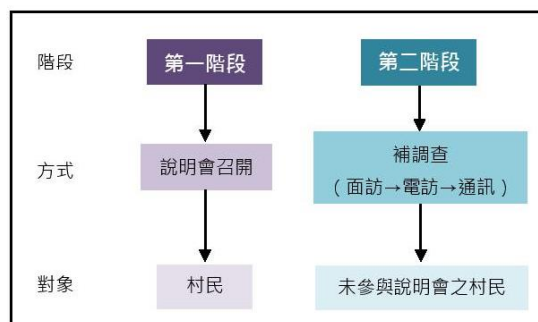 階段
第一階段
第二階段
方式
說明會召開
補調查
（面訪→電訪→通訊）
對象
村民
未參與說明會之村民